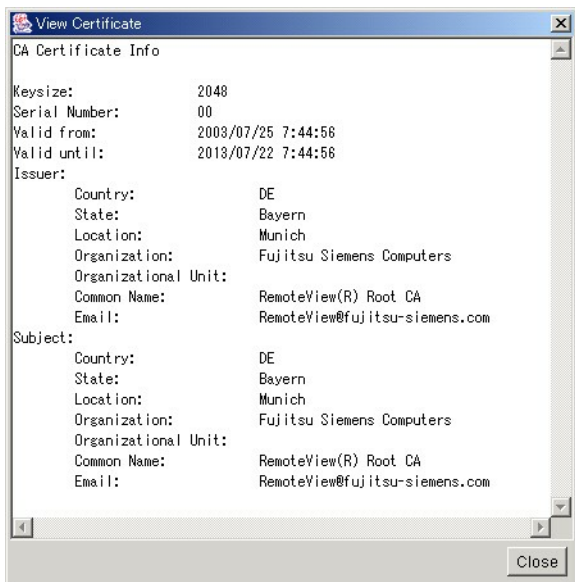 View Certificate
CA Certificate Info
Keysize: 2048
Serial Number: 00
Valid from: 2003/07/25 7:44:56
Valid until: 2013/07/22 7:44:56
Issuer:
Country: DE
State: Bayern
Location: Munich
Organization: Fujitsu Siemens Computers
Organizational Unit:
Common Name: RemoteView(R) Root CA
Email: RemoteView@fujitsu-siemens.com
Subject:
Country: DE
State: Bayern
Location: Munich
Organization: Fujitsu Siemens Computers
Organizational Unit:
Common Name: RemoteView(R) Root CA
Email: RemoteView@fujitsu-siemens.com
Close